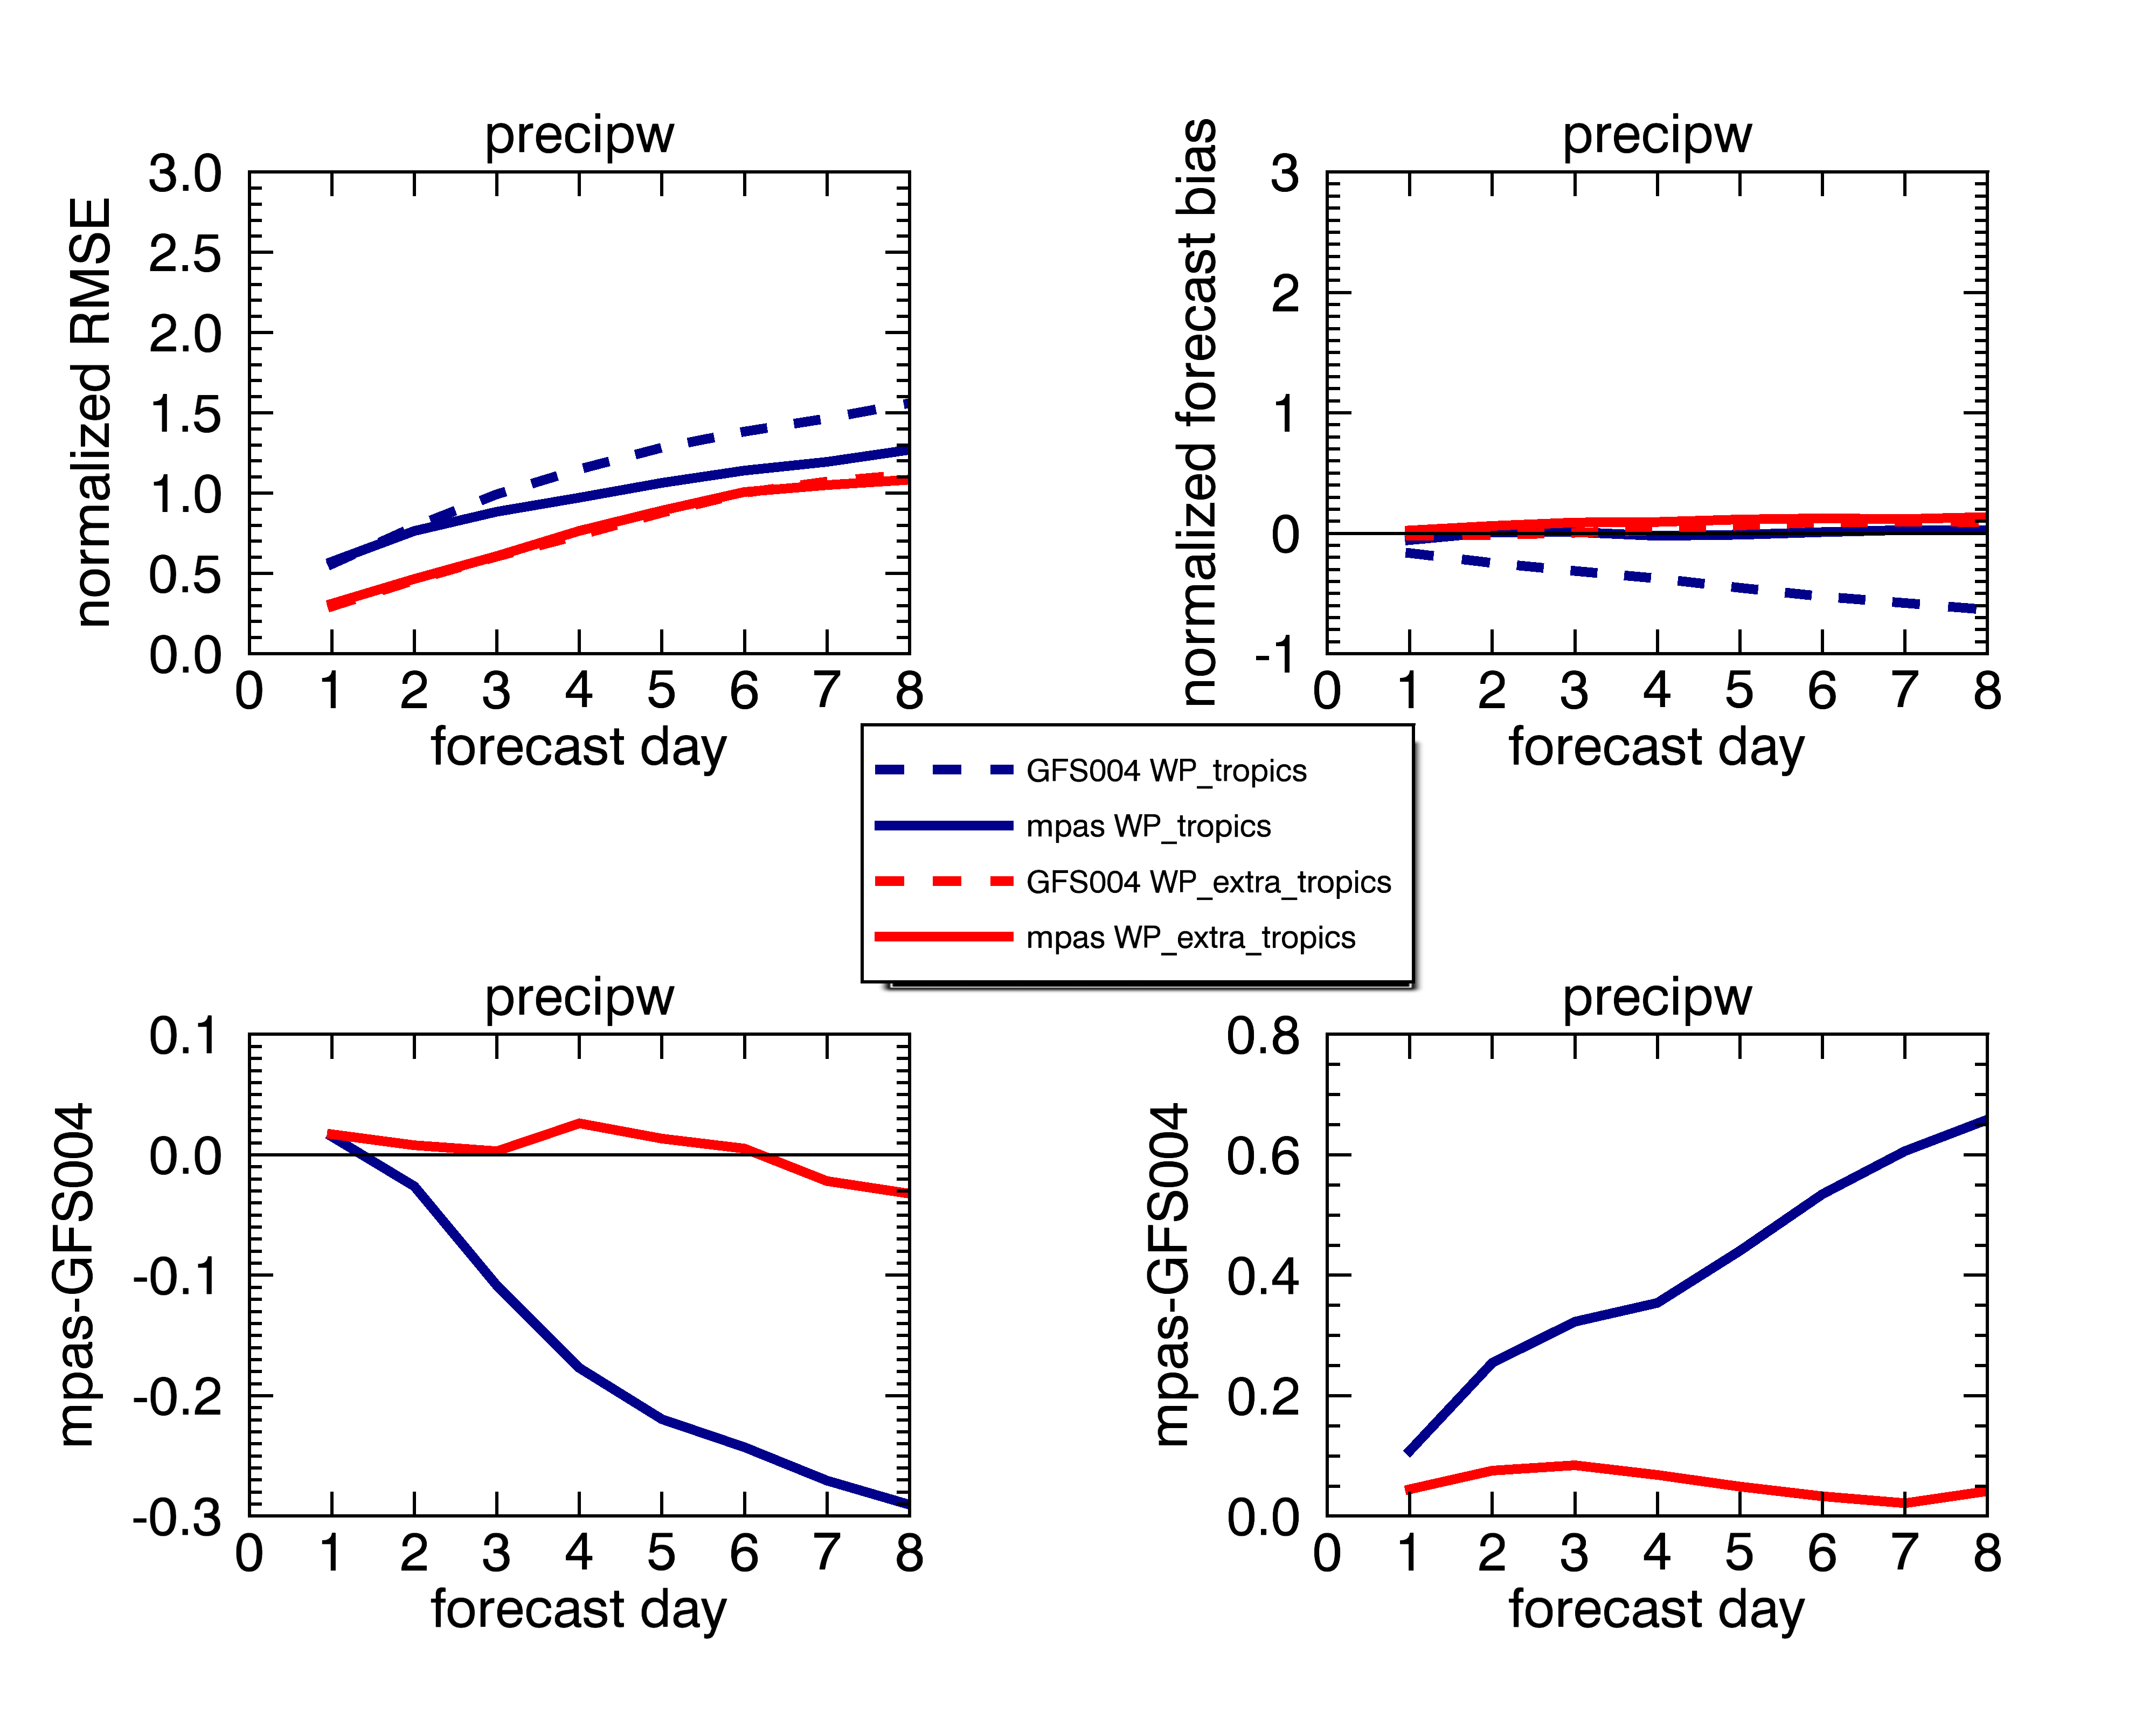 precipw
normalized RMSE
3.0
2.5
2.0
1.5
1.0
0.5
0.0
0 1 2 3 4 5 6 7 8
forecast day
precipw
normalized forecast bias
3
2
1
0
-1
0 1 2 3 4 5 6 7 8
forecast day
GFS004 WP_tropics
mpas WP_tropics
GFS004 WP_extra_tropics
mpas WP_extra_tropics
precipw
mpas-GFS004
0.1
0.0
-0.1
-0.2
-0.3
0 1 2 3 4 5 6 7 8
forecast day
precipw
mpas-GFS004
0.8
0.6
0.4
0.2
0.0
0 1 2 3 4 5 6 7 8
forecast day